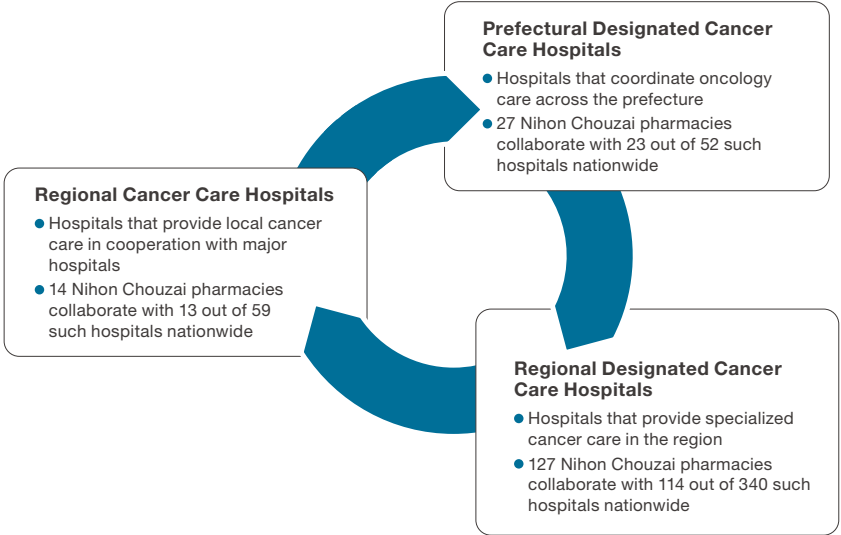 Prefectural Designated Cancer
Care Hospitals
● Hospitals that coordinate oncology
care across the prefecture
● 27 Nihon Chouzai pharmacies
collaborate with 23 out of 52 such
hospitals nationwide
Regional Cancer Care Hospitals
● Hospitals that provide local cancer
care in cooperation with major
hospitals
● 14 Nihon Chouzai pharmacies
collaborate with 13 out of 59
such hospitals nationwide
Regional Designated Cancer
Care Hospitals
● Hospitals that provide specialized
cancer care in the region
● 127 Nihon Chouzai pharmacies
collaborate with 114 out of 340 such
hospitals nationwide